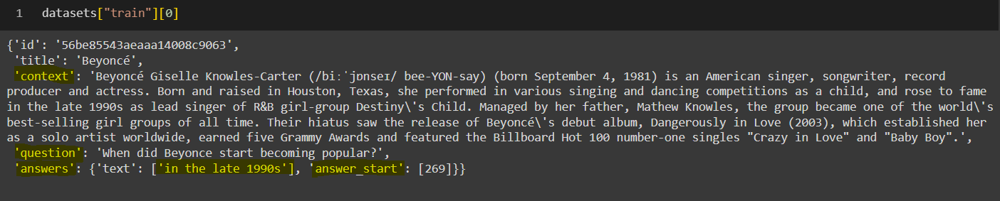 1 datasets["train"][0]
{'id': '56be85543aeaaa14008c9063',
'title': 'Beyoncé',
'context': 'Beyoncé Giselle Knowles-Carter (/biːˈjɒnseɪ/ bee-YON-say) (born September 4, 1981) is an American singer, songwriter, record
producer and actress. Born and raised in Houston, Texas, she performed in various singing and dancing competitions as a child, and rose to fame
in the late 1990s as lead singer of R&B girl-group Destiny\'s Child. Managed by her father, Mathew Knowles, the group became one of the world\'s
best-selling girl groups of all time. Their hiatus saw the release of Beyoncé\'s debut album, Dangerously in Love (2003), which established her
as a solo artist worldwide, earned five Grammy Awards and featured the Billboard Hot 100 number-one singles "Crazy in Love" and "Baby Boy".',
'question': 'When did Beyonce start becoming popular?',
'answers': {'text': ['in the late 1990s'], 'answer_start': [269]}}